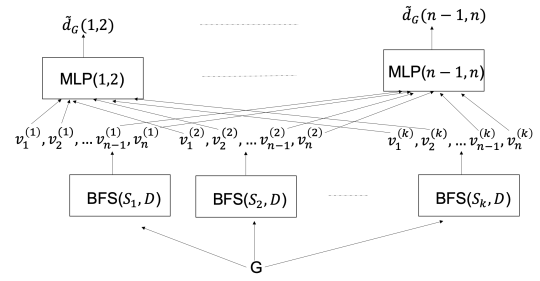 d̃_G(1,2) d̃_G(n − 1, n)
MLP(1,2) MLP(n − 1, n)
v_1^{(1)}, v_2^{(1)}, … v_{n−1}^{(1)}, v_n^{(1)} v_1^{(2)}, v_2^{(2)}, … v_{n−1}^{(2)}, v_n^{(2)} v_1^{(k)}, v_2^{(k)}, … v_{n−1}^{(k)}, v_n^{(k)}
BFS(S_1, D) BFS(S_2, D) BFS(S_k, D)
G